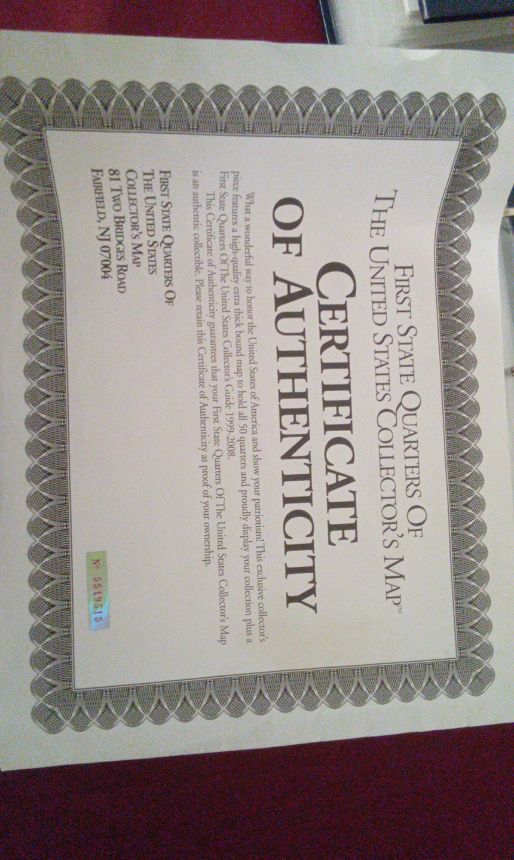 First State Quarters Of
The United States Collector's Map™
Certificate
of Authenticity
What a wonderful way to honor the United States of America and show your patriotism! This exclusive collector's
piece features a high-quality extra thick bound map to hold all 50 quarters and proudly display your collection plus a
First State Quarters Of The United States Collector's Guide 1999-2008.
This Certificate of Authenticity guarantees that your First State Quarters Of The United States Collector's Map
is an authentic collectible. Please retain this Certificate of Authenticity as proof of your ownership.
First State Quarters Of
The United States
Collector's Map
81 Two Bridges Road
Fairfield, NJ 07004
№ 5519515